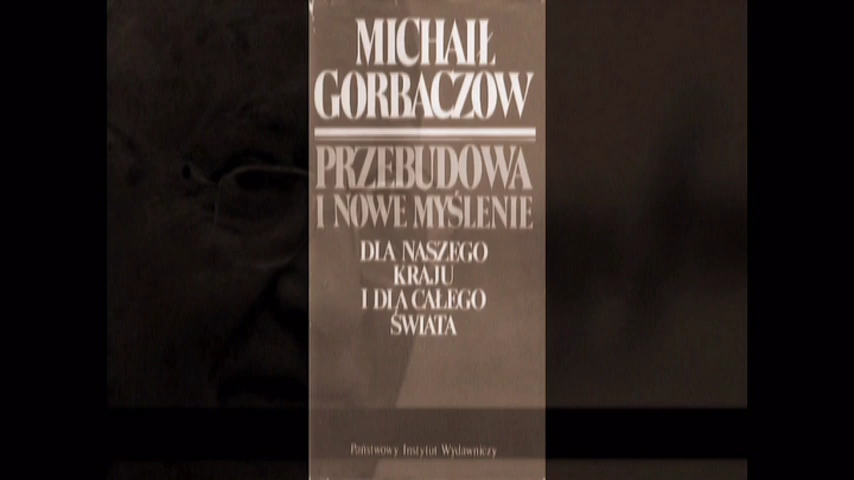 MICHAIŁ
GORBACZOW
PRZEBUDOWA
I NOWE MYŚLENIE
DLA NASZEGO
KRAJU
I DLA CAŁEGO
ŚWIATA
Państwowy Instytut Wydawniczy